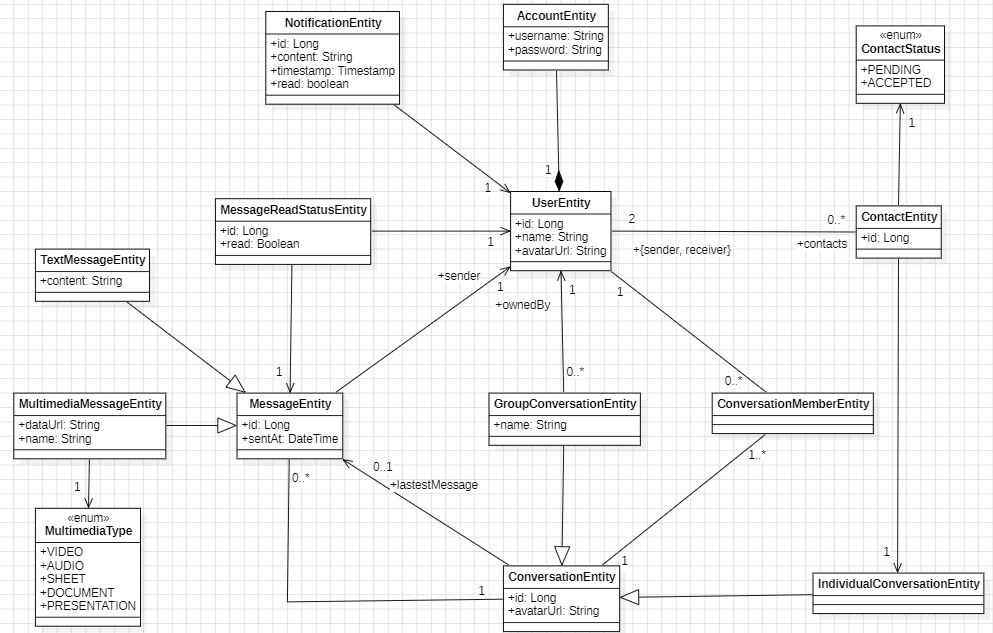 NotificationEntity
+id: Long
+content: String
+timestamp: Timestamp
+read: boolean
AccountEntity
+username: String
+password: String
«enum»
ContactStatus
+PENDING
+ACCEPTED
1
1
1
MessageReadStatusEntity
+id: Long
+read: Boolean
1
UserEntity
+id: Long
+name: String
+avatarUrl: String
2
+{sender, receiver}
0..*
+contacts
ContactEntity
+id: Long
TextMessageEntity
+content: String
+sender
1
+ownedBy
1
1
1
0..*
0..*
MultimediaMessageEntity
+dataUrl: String
+name: String
MessageEntity
+id: Long
+sentAt: DateTime
GroupConversationEntity
+name: String
ConversationMemberEntity
1
0..*
0..1
+lastestMessage
1..*
«enum»
MultimediaType
+VIDEO
+AUDIO
+SHEET
+DOCUMENT
+PRESENTATION
1
1
1
ConversationEntity
+id: Long
+avatarUrl: String
IndividualConversationEntity